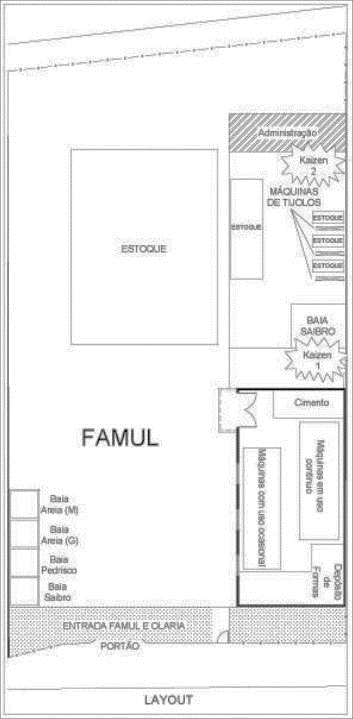 Administração
Kaizen
2
MÁQUINAS
DE TIJOLOS
ESTOQUE
ESTOQUE
ESTOQUE
ESTOQUE
ESTOQUE
BAIA
SAIBRO
Kaizen
1
Cimento
FAMUL
Máquinas em uso
contínuo
Máquinas com uso ocasional
Baia
Areia (M)
Baia
Areia (G)
Baia
Pedrisco
Baia
Saibro
Depósito
de
Formas
ENTRADA FAMUL E OLARIA
PORTÃO
LAYOUT